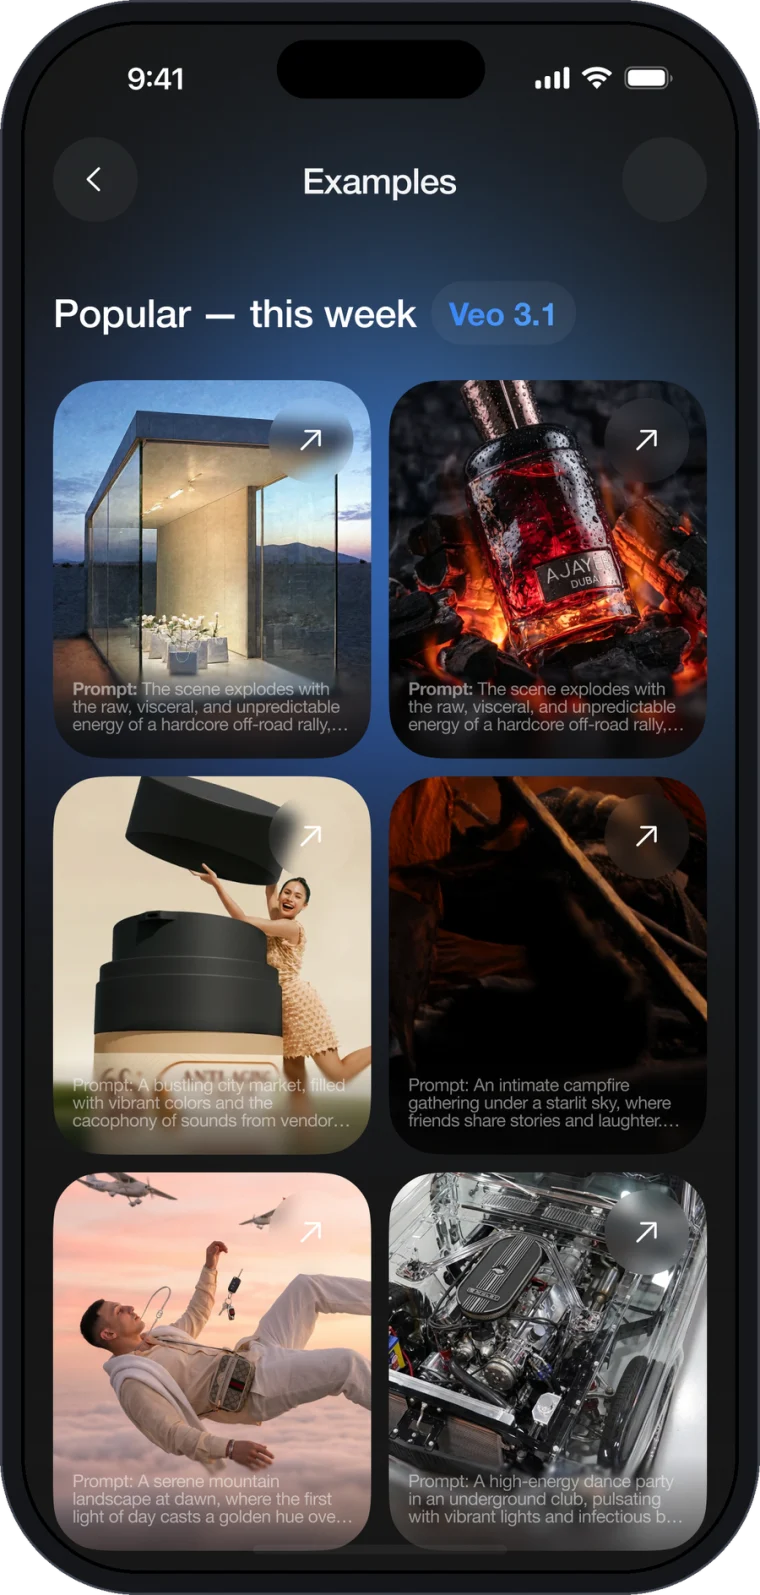 9:41
Examples
Popular — this week Veo 3.1
Prompt: The scene explodes with
the raw, visceral, and unpredictable
energy of a hardcore off-road rally,...
AJAY
DUBA
Prompt: The scene explodes with
the raw, visceral, and unpredictable
energy of a hardcore off-road rally,...
ANTI-AGING
Prompt: A bustling city market, filled
with vibrant colors and the
cacophony of sounds from vendor...
Prompt: An intimate campfire
gathering under a starlit sky, where
friends share stories and laughter....
Prompt: A serene mountain
landscape at dawn, where the first
light of day casts a golden hue ove...
Prompt: A high-energy dance party
in an underground club, pulsating
with vibrant lights and infectious b...